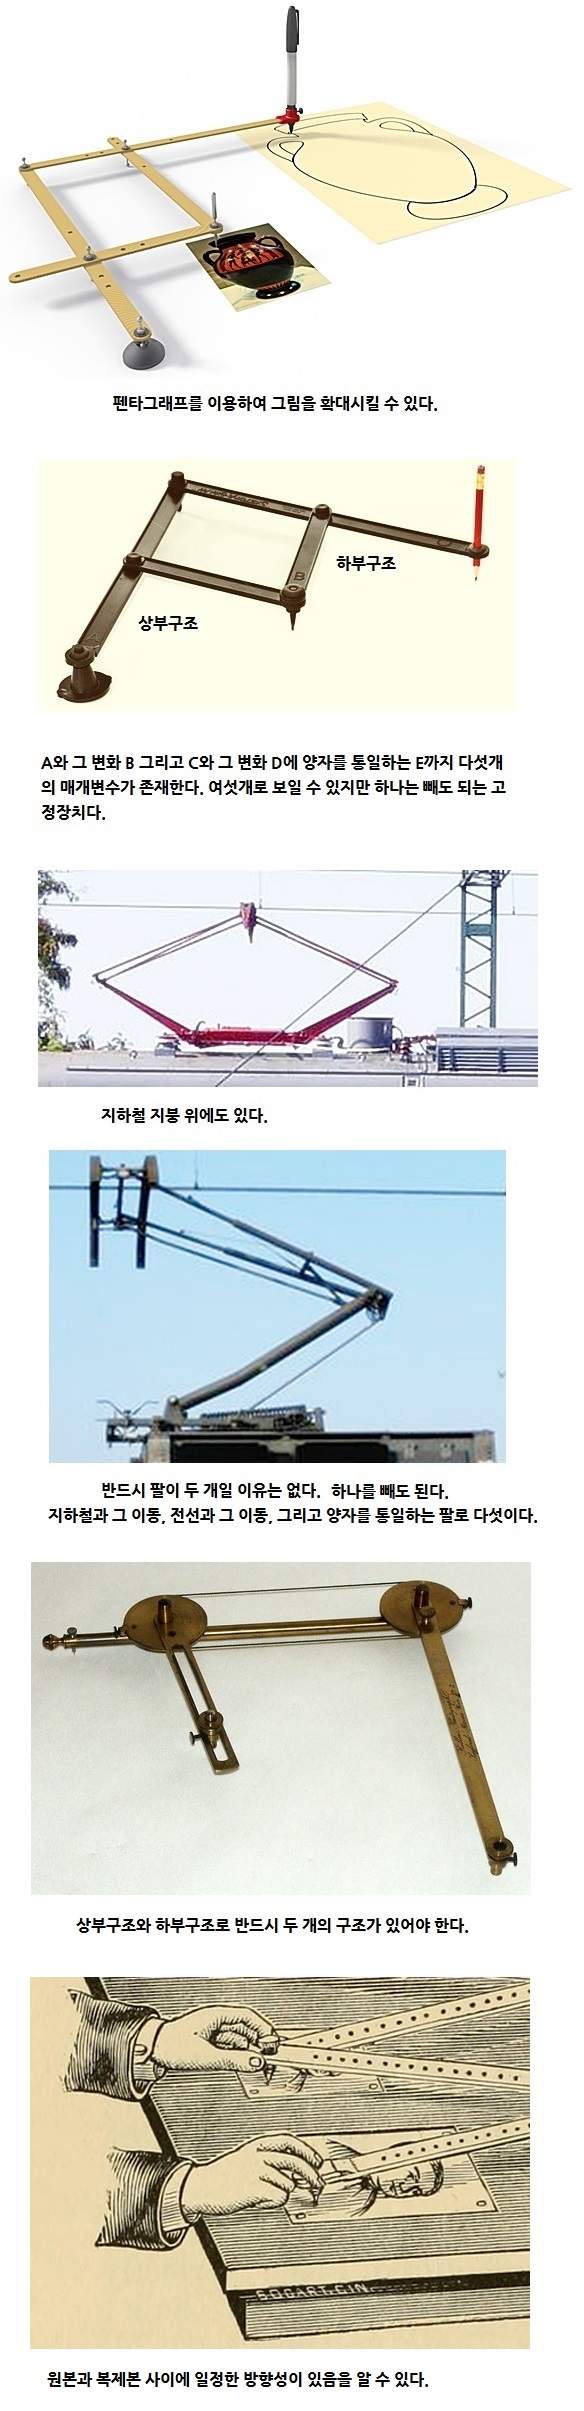 펜타그래프를 이용하여 그림을 확대시킬 수 있다.
하부구조
B
상부구조
A와 그 변화 B 그리고 C와 그 변화 D에 양자를 통일하는 E까지 다섯개
의 매개변수가 존재한다. 여섯개로 보일 수 있지만 하나는 빼도 되는 고
정장치다.
지하철 지붕 위에도 있다.
반드시 팔이 두 개일 이유는 없다. 하나를 빼도 된다.
지하철과 그 이동, 전선과 그 이동, 그리고 양자를 통일하는 팔로 다섯이다.
상부구조와 하부구조로 반드시 두 개의 구조가 있어야 한다.
원본과 복제본 사이에 일정한 방향성이 있음을 알 수 있다.